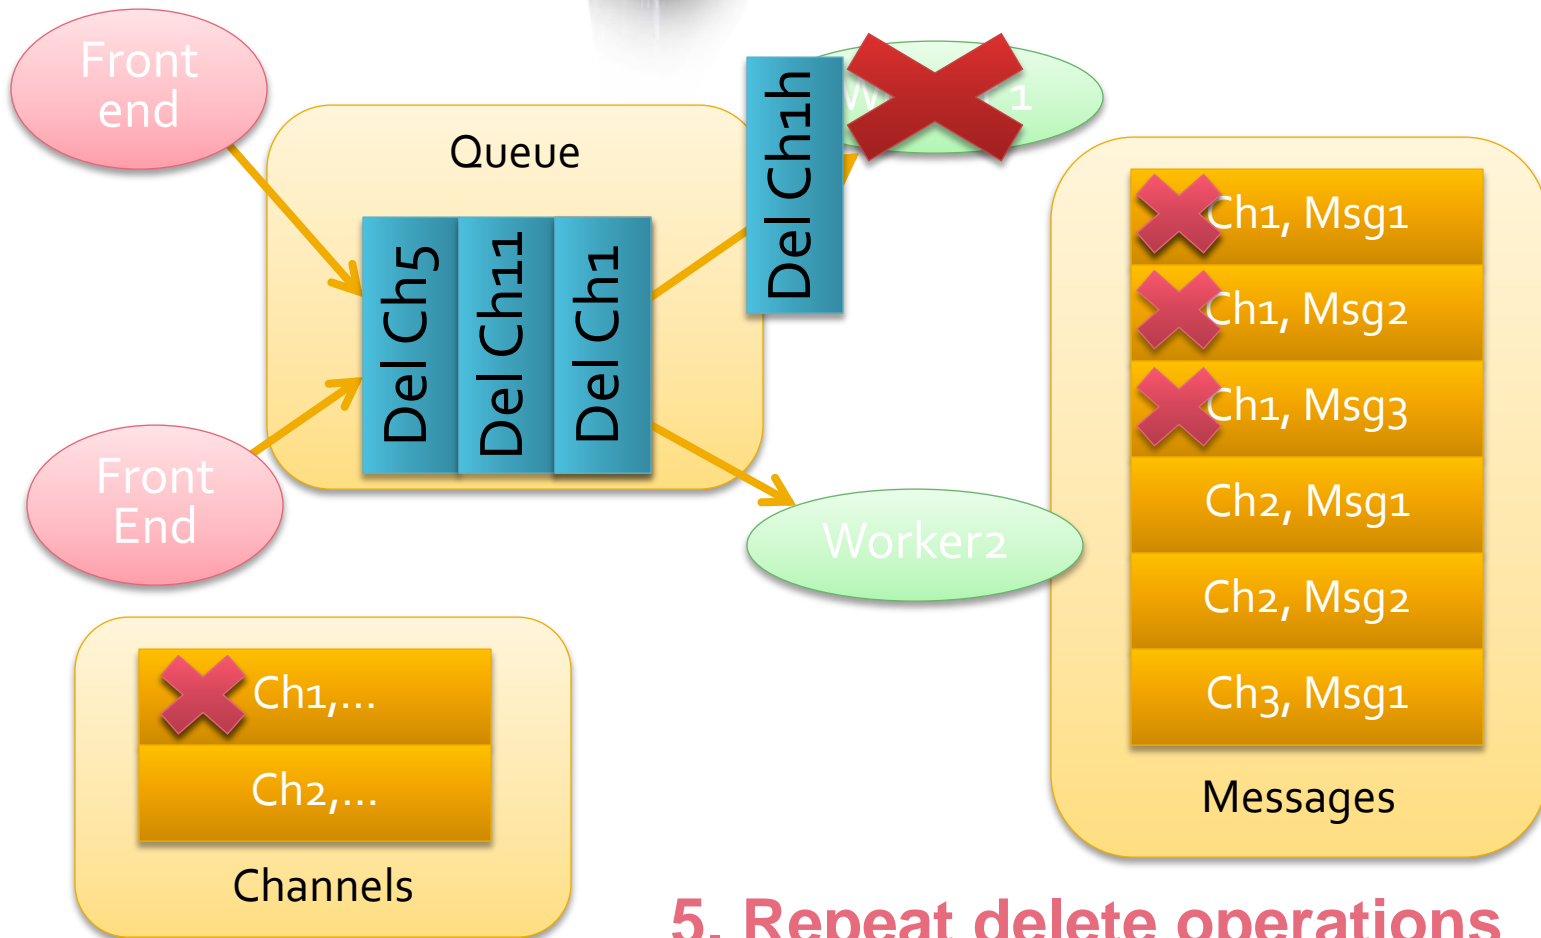 Front
end
Queue
Del Ch5
Del Ch11
Del Ch1
Del Ch1h
1
Front
End
Worker2
Ch1, Msg1
Ch1, Msg2
Ch1, Msg3
Ch2, Msg1
Ch2, Msg2
Ch3, Msg1
Messages
Ch1,...
Ch2,...
Channels
5. Repeat delete operations